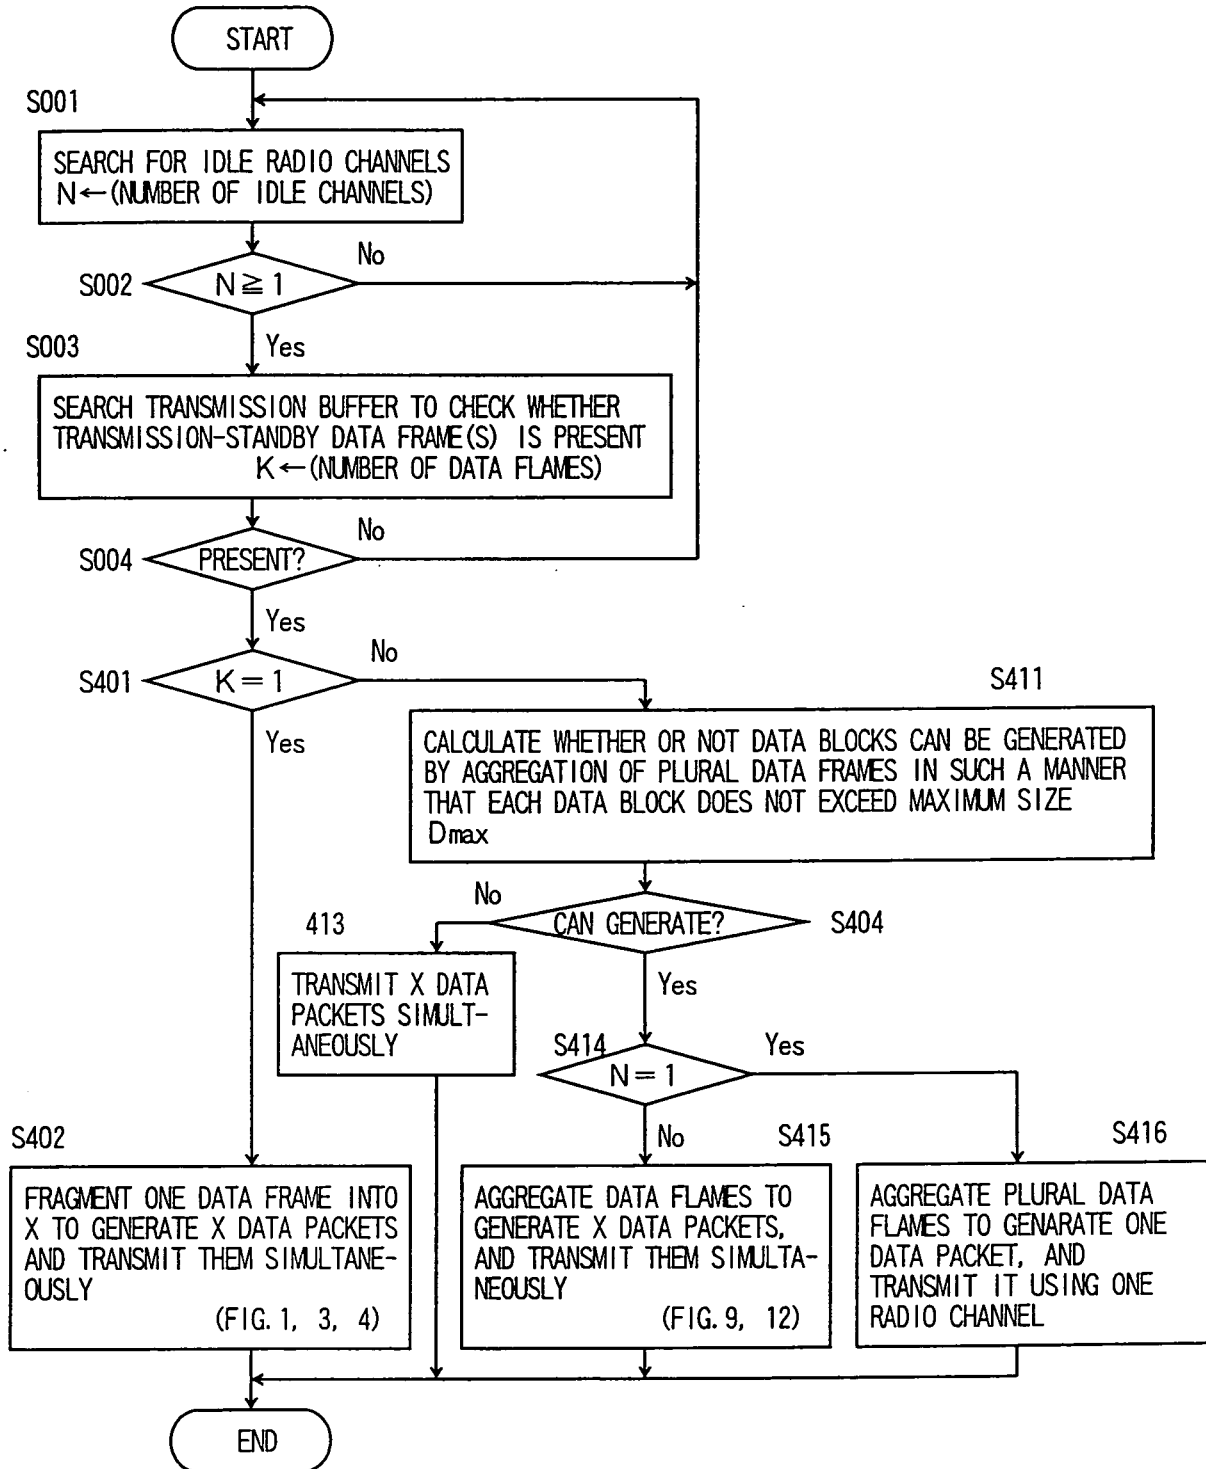 START
S001
SEARCH FOR IDLE RADIO CHANNELS
N←(NUMBER OF IDLE CHANNELS)
No
S002
N≧1
Yes
S003
SEARCH TRANSMISSION BUFFER TO CHECK WHETHER
TRANSMISSION-STANDBY DATA FRAME(S) IS PRESENT
K←(NUMBER OF DATA FLAMES)
No
S004
PRESENT?
Yes
No
S401
K=1
Yes
S411
CALCULATE WHETHER OR NOT DATA BLOCKS CAN BE GENERATED
BY AGGREGATION OF PLURAL DATA FRAMES IN SUCH A MANNER
THAT EACH DATA BLOCK DOES NOT EXCEED MAXIMUM SIZE
Dmax
No
CAN GENERATE?
S404
Yes
413
TRANSMIT X DATA
PACKETS SIMULT-
ANEOUSLY
S414
N=1
Yes
No
S402
FRAGMENT ONE DATA FRAME INTO
X TO GENERATE X DATA PACKETS
AND TRANSMIT THEM SIMULTANE-
OUSLY
(FIG. 1, 3, 4)
S415
AGGREGATE DATA FLAMES TO
GENERATE X DATA PACKETS,
AND TRANSMIT THEM SIMULTA-
NEOUSLY
(FIG. 9, 12)
S416
AGGREGATE PLURAL DATA
FLAMES TO GENARATE ONE
DATA PACKET, AND
TRANSMIT IT USING ONE
RADIO CHANNEL
END